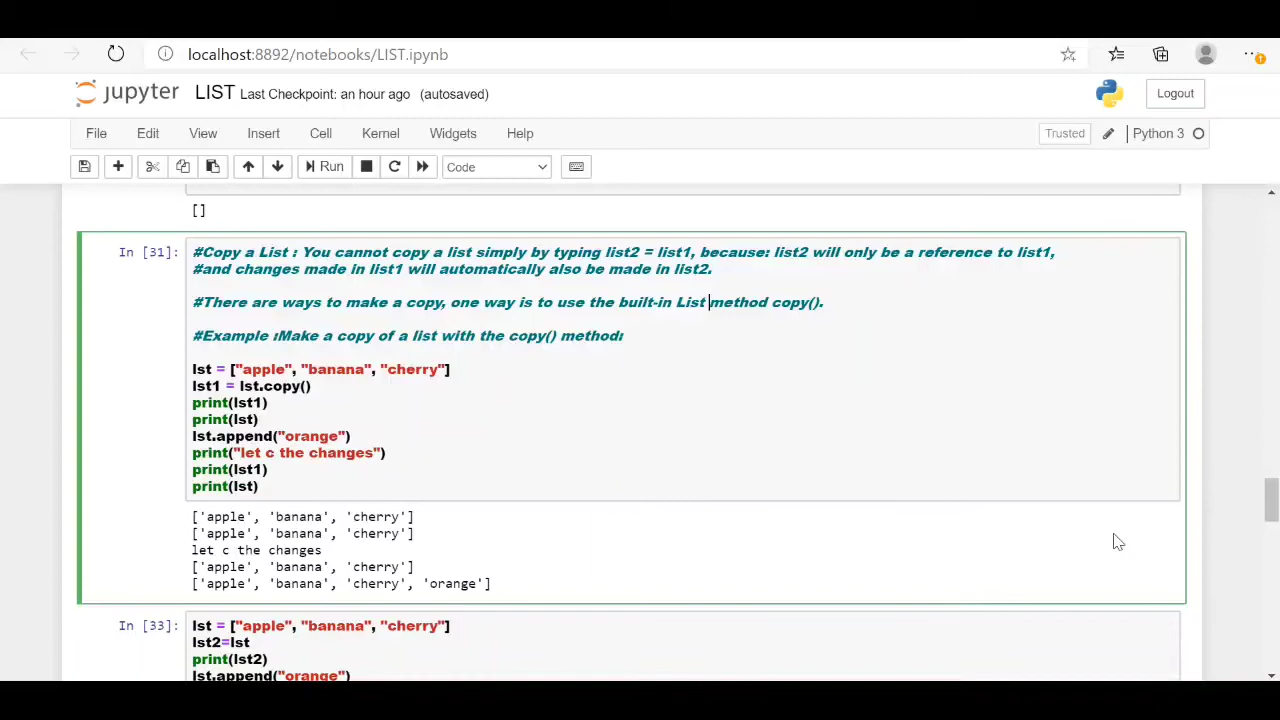 localhost:8892/notebooks/LIST.ipynb
jupyter LIST Last Checkpoint: an hour ago (autosaved) Logout
File Edit View Insert Cell Kernel Widgets Help Trusted Python 3
Run Code
[]
In [31]: #Copy a List : You cannot copy a list simply by typing list2 = list1, because: list2 will only be a reference to list1,
#and changes made in list1 will automatically also be made in list2.
#There are ways to make a copy, one way is to use the built-in List method copy().
#Example :Make a copy of a list with the copy() method:
lst = ["apple", "banana", "cherry"]
lst1 = lst.copy()
print(lst1)
print(lst)
lst.append("orange")
print("let c the changes")
print(lst1)
print(lst)
['apple', 'banana', 'cherry']
['apple', 'banana', 'cherry']
let c the changes
['apple', 'banana', 'cherry']
['apple', 'banana', 'cherry', 'orange']
In [33]: lst = ["apple", "banana", "cherry"]
lst2=lst
print(lst2)
lst.append("orange")